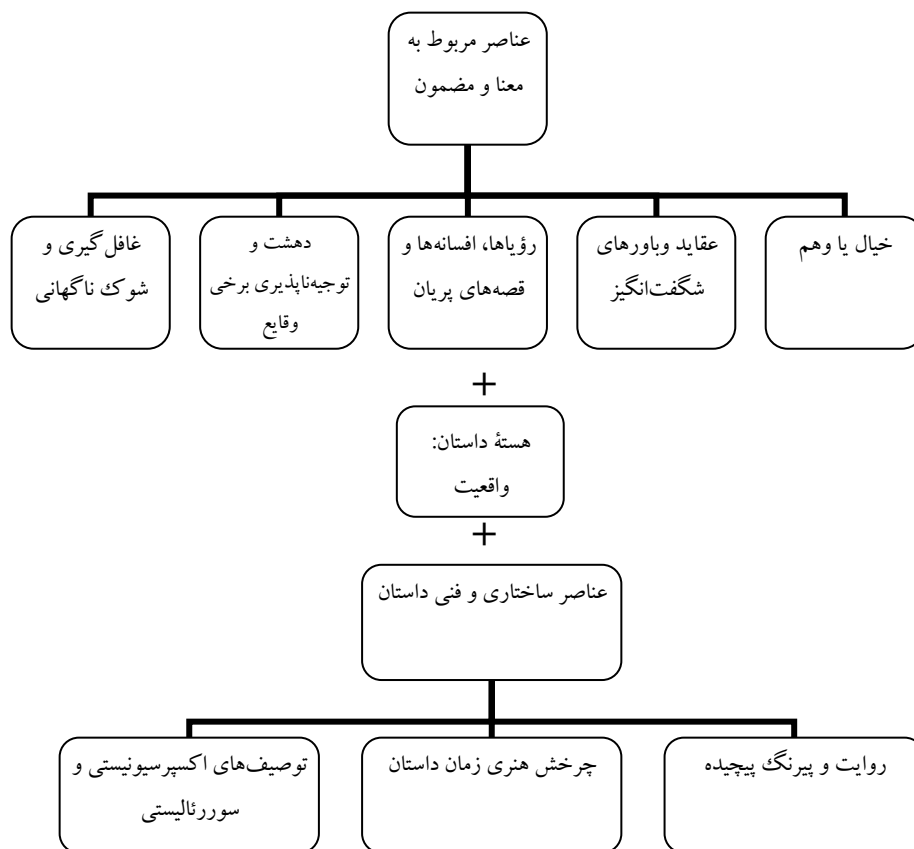 عناصر مربوط به
معنا و مضمون
خیال یا وهم
عقاید وباورهای
شگفت‌انگیز
رؤیاها، افسانه‌ها و
قصه‌های پریان
دهشت و
توجیه‌ناپذیری برخی
وقایع
غافل‌گیری و
شوک ناگهانی
+
هستۀ داستان:
واقعیت
+
عناصر ساختاری و فنی داستان
روایت و پیرنگ پیچیده
چرخش هنری زمان داستان
توصیف‌های اکسپرسیونیستی و
سوررئالیستی